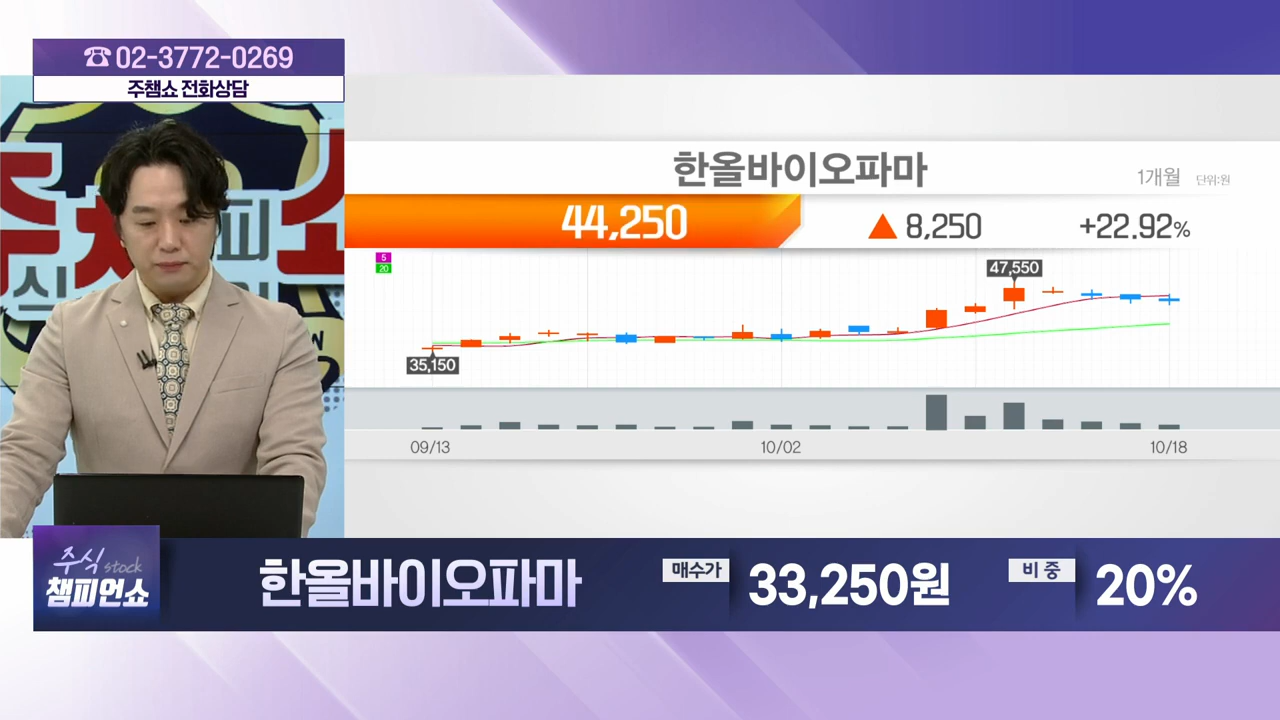 ☎02-3772-0269
주챔쇼 전화상담
한올바이오파마
1개월 단위:원
44,250
▲ 8,250
+22.92%
5
20
47,550
35,150
09/13
10/02
10/18
주식 stock
챔피언쇼
한올바이오파마
매수가
33,250원
비 중
20%